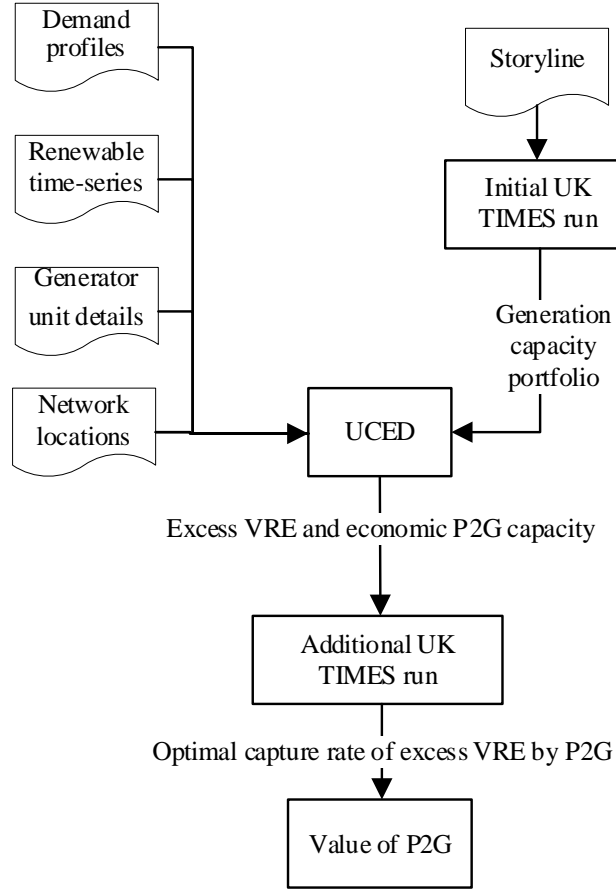 Demand
profiles
Storyline
Renewable
time-series
Initial UK
TIMES run
Generator
unit details
Generation
capacity
portfolio
Network
locations
UCED
Excess VRE and economic P2G capacity
Additional UK
TIMES run
Optimal capture rate of excess VRE by P2G
Value of P2G